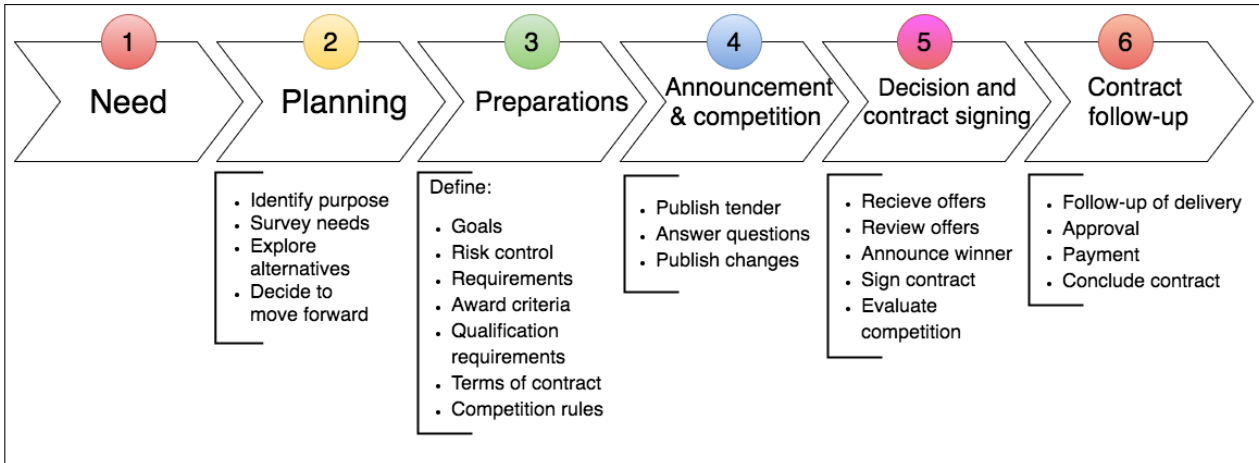 1
Need
2
Planning
• Identify purpose
• Survey needs
• Explore
alternatives
• Decide to
move forward
3
Preparations
Define:
• Goals
• Risk control
• Requirements
• Award criteria
• Qualification
requirements
• Terms of contract
• Competition rules
4
Announcement
& competition
• Publish tender
• Answer questions
• Publish changes
5
Decision and
contract signing
• Recieve offers
• Review offers
• Announce winner
• Sign contract
• Evaluate
competition
6
Contract
follow-up
• Follow-up of delivery
• Approval
• Payment
• Conclude contract